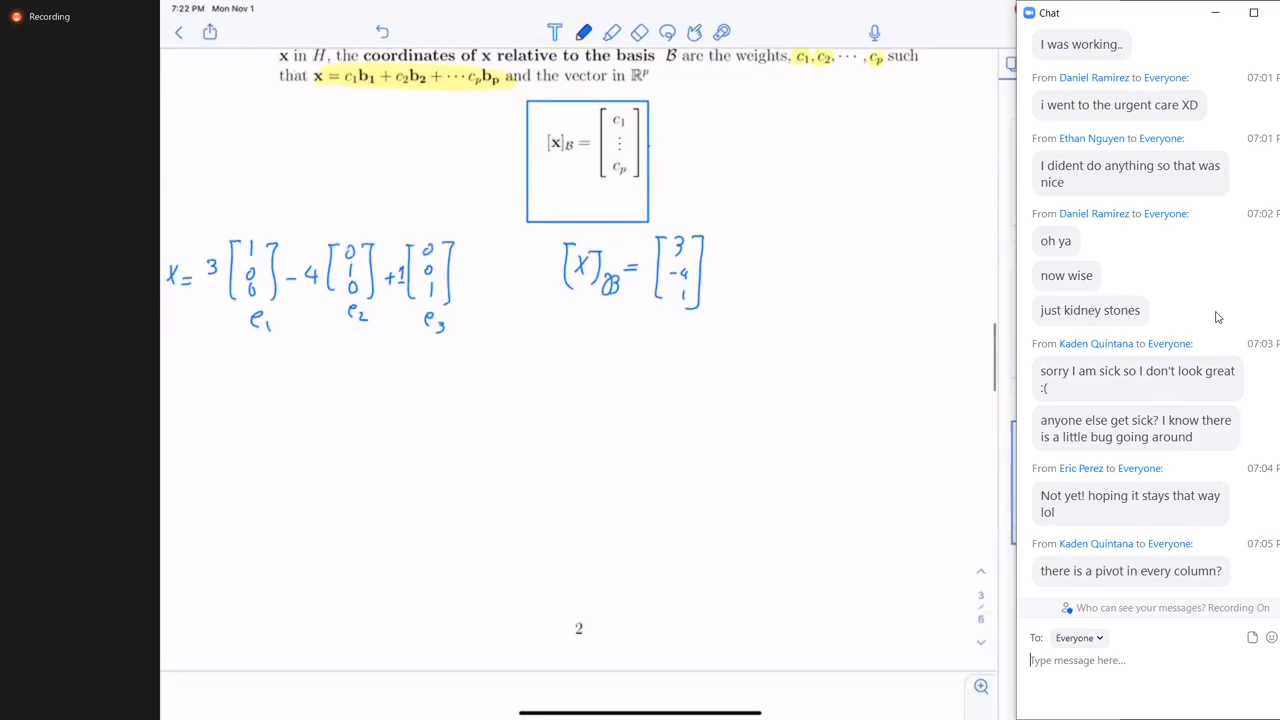 Recording
7:22 PM Mon Nov 1
x in H, the coordinates of x relative to the basis B are the weights, c1, c2, ⋯ , cp such
that x = c1b1 + c2b2 + ⋯ cpbp and the vector in ℝp
[x]B = [ c1 ⋮ cp ]
X = 3 [ 1 0 0 ] - 4 [ 0 1 0 ] + 1 [ 0 0 1 ]
e1 e2 e3
[X]B = [ 3 -4 1 ]
2
3
/
6
Chat
I was working..
From Daniel Ramirez to Everyone: 07:01 P
i went to the urgent care XD
From Ethan Nguyen to Everyone: 07:01 P
I dident do anything so that was
nice
From Daniel Ramirez to Everyone: 07:02 P
oh ya
now wise
just kidney stones
From Kaden Quintana to Everyone: 07:03 P
sorry I am sick so I don't look great
:(
anyone else get sick? I know there
is a little bug going around
From Eric Perez to Everyone: 07:04 P
Not yet! hoping it stays that way
lol
From Kaden Quintana to Everyone: 07:05 P
there is a pivot in every column?
Who can see your messages? Recording On
To: Everyone
Type message here...